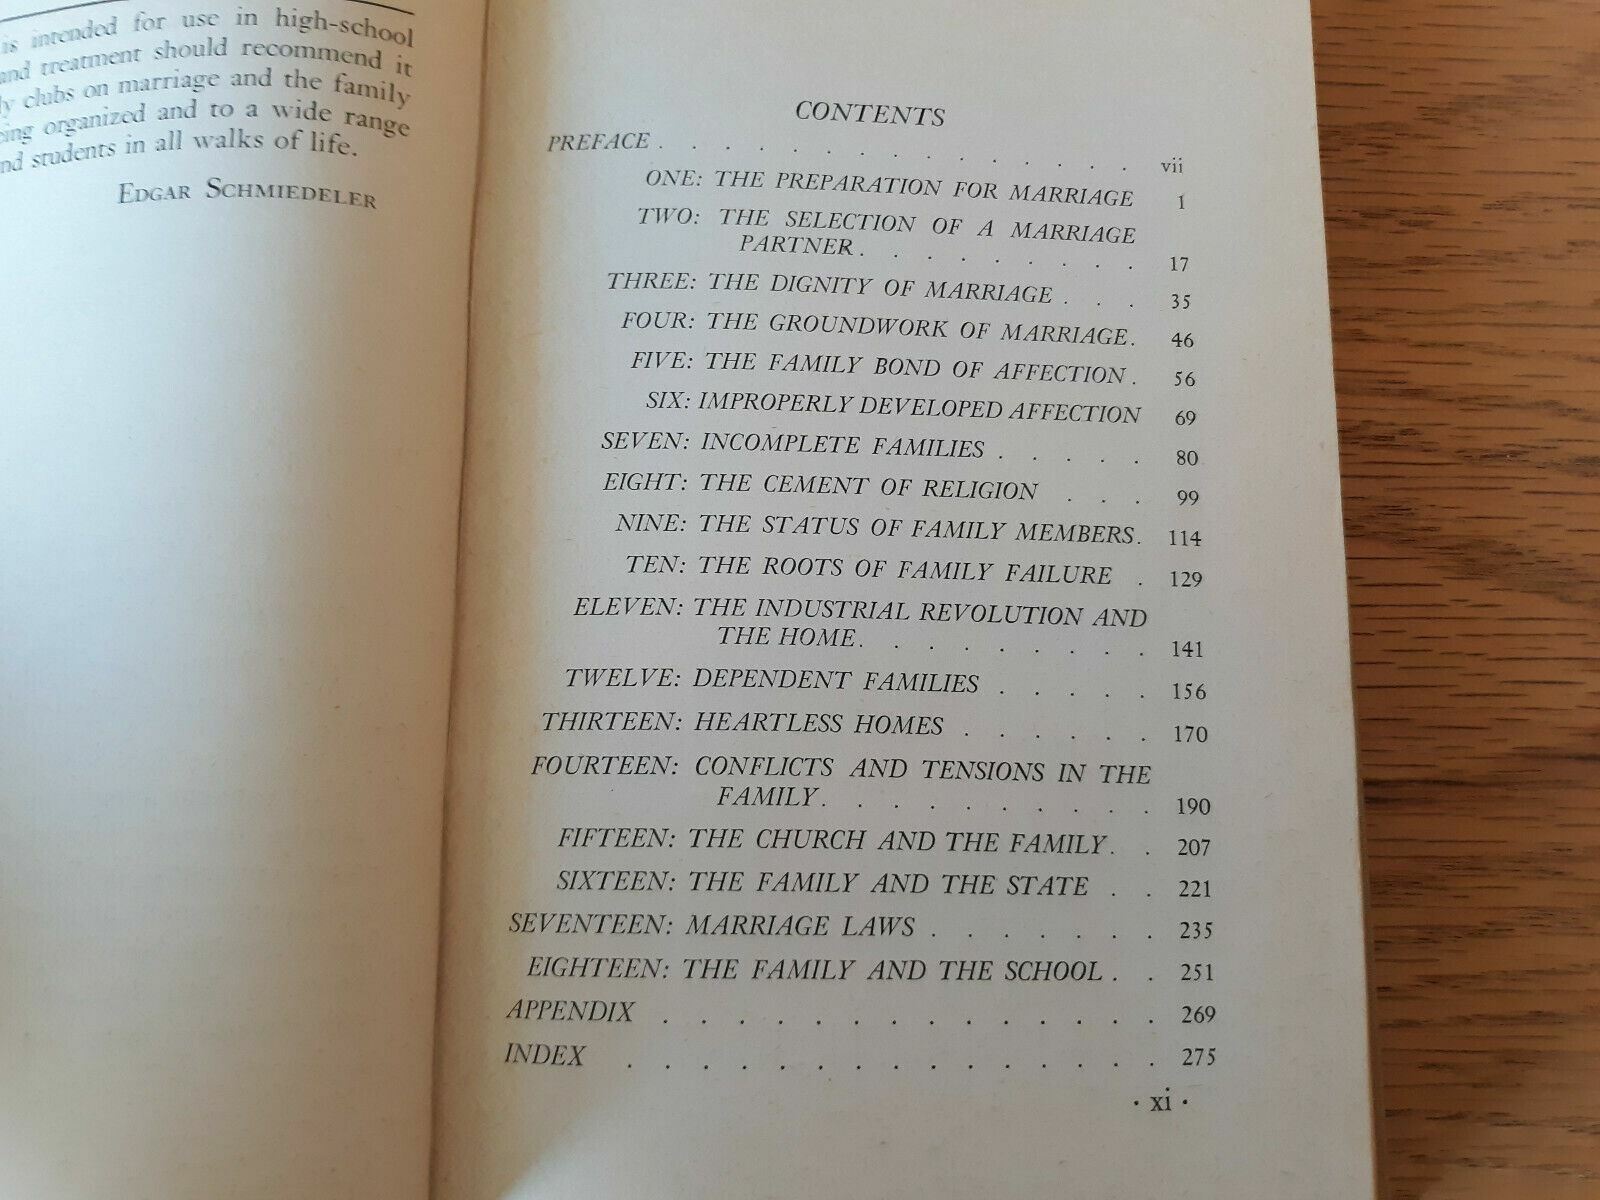 is intended for use in high-school
and treatment should recommend it
clubs on marriage and the family
organized and to a wide range
students in all walks of life.
EDGAR SCHMIEDELER
CONTENTS
PREFACE . . . . . . . . . . . . . . vii
ONE: THE PREPARATION FOR MARRIAGE 1
TWO: THE SELECTION OF A MARRIAGE
PARTNER. . . . . . . . . 17
THREE: THE DIGNITY OF MARRIAGE . . . 35
FOUR: THE GROUNDWORK OF MARRIAGE. 46
FIVE: THE FAMILY BOND OF AFFECTION . 56
SIX: IMPROPERLY DEVELOPED AFFECTION 69
SEVEN: INCOMPLETE FAMILIES . . . . . 80
EIGHT: THE CEMENT OF RELIGION . . . 99
NINE: THE STATUS OF FAMILY MEMBERS. 114
TEN: THE ROOTS OF FAMILY FAILURE . 129
ELEVEN: THE INDUSTRIAL REVOLUTION AND
THE HOME. . . . . . . . . 141
TWELVE: DEPENDENT FAMILIES . . . . . 156
THIRTEEN: HEARTLESS HOMES . . . . . . 170
FOURTEEN: CONFLICTS AND TENSIONS IN THE
FAMILY. . . . . . . . . . 190
FIFTEEN: THE CHURCH AND THE FAMILY. . 207
SIXTEEN: THE FAMILY AND THE STATE . . 221
SEVENTEEN: MARRIAGE LAWS . . . . . . . 235
EIGHTEEN: THE FAMILY AND THE SCHOOL . . 251
APPENDIX . . . . . . . . . . . . . . 269
INDEX . . . . . . . . . . . . . . . 275
· xi ·